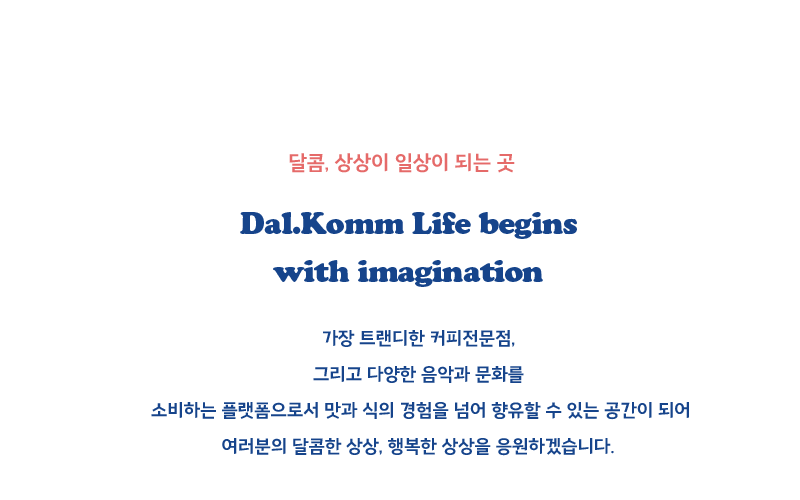 달콤, 상상이 일상이 되는 곳
Dal.Komm Life begins
with imagination
가장 트랜디한 커피전문점,
그리고 다양한 음악과 문화를
소비하는 플랫폼으로서 맛과 식의 경험을 넘어 향유할 수 있는 공간이 되어
여러분의 달콤한 상상, 행복한 상상을 응원하겠습니다.